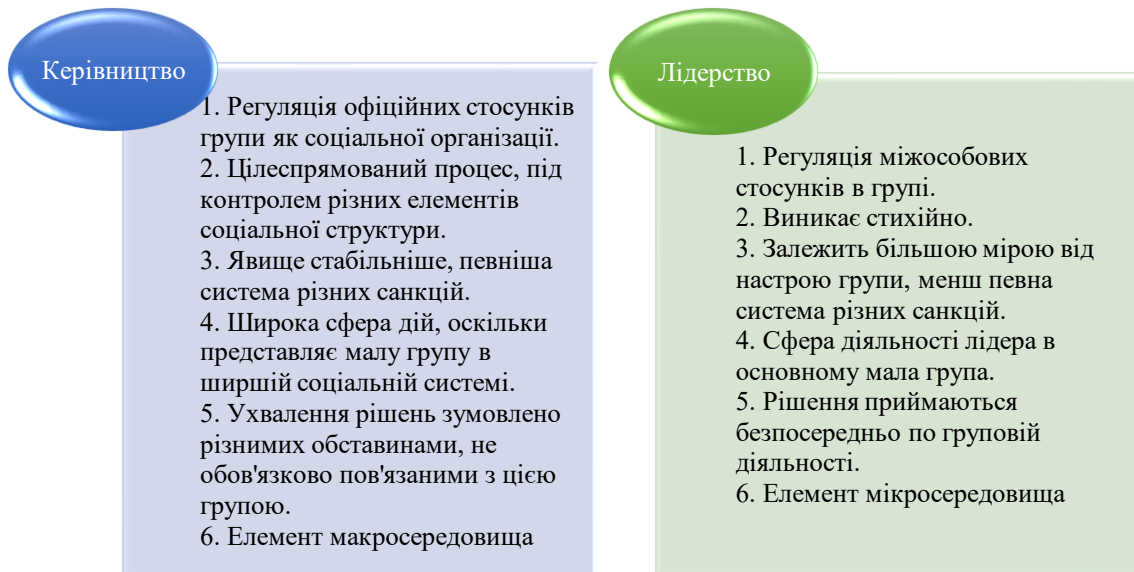 Керівництво
1. Регуляція офіційних стосунків
групи як соціальної організації.
2. Цілеспрямований процес, під
контролем різних елементів
соціальної структури.
3. Явище стабільніше, певніша
система різних санкцій.
4. Широка сфера дій, оскільки
представляє малу групу в
ширшій соціальній системі.
5. Ухвалення рішень зумовлено
різнимих обставинами, не
обов'язково пов'язаними з цією
групою.
6. Елемент макросередовища
Лідерство
1. Регуляція міжособових
стосунків в групі.
2. Виникає стихійно.
3. Залежить більшою мірою від
настрою групи, менш певна
система різних санкцій.
4. Сфера діяльності лідера в
основному мала група.
5. Рішення приймаються
безпосередньо по груповій
діяльності.
6. Елемент мікросередовища